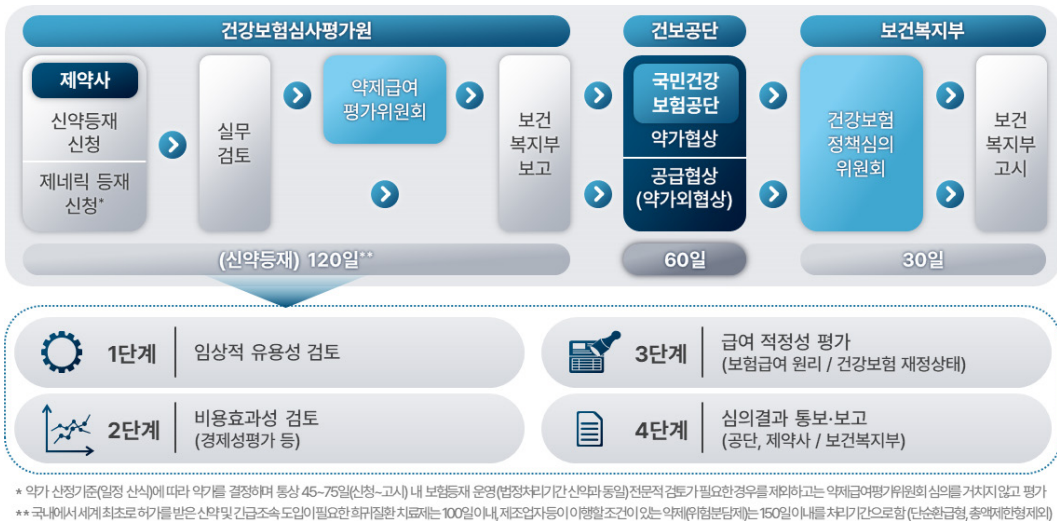 건강보험심사평가원
건보공단
보건복지부
제약사
신약등재
신청
제네릭 등재
신청*
실무
검토
약제급여
평가위원회
보건
복지부
보고
국민건강
보험공단
약가협상
공급협상
(약가외협상)
건강보험
정책심의
위원회
보건
복지부
고시
(신약등재) 120일**
60일
30일
1단계
임상적 유용성 검토
2단계
비용효과성 검토
(경제성평가 등)
3단계
급여 적정성 평가
(보험급여 원리 / 건강보험 재정상태)
4단계
심의결과 통보·보고
(공단, 제약사 / 보건복지부)
* 약가 산정기준(일정 산식)에 따라 약가를 결정하며 통상 45~75일(신청~고시) 내 보험등재 운영(법정처리기간 신약과 동일) 전문적 검토가 필요한 경우를 제외하고는 약제급여평가위원회 심의를 거치지 않고 평가
** 국내에서 세계 최초로 허가를 받은 신약 및 긴급조속 도입이 필요한 희귀질환 치료제는 100일 이내, 제조업자 등이 이행할 조건이 있는 약제(위험분담제)는 150일 이내를 처리기간으로 함 (단순환급형, 총액제한형 제외)